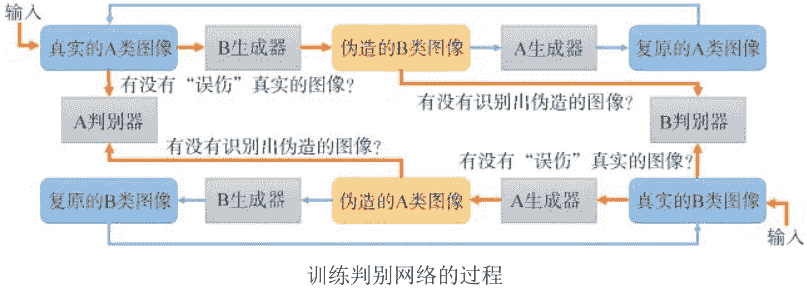 输入
真实的A类图像
B生成器
伪造的B类图像
A生成器
复原的A类图像
有没有“误伤”真实的图像?
有没有识别出伪造的图像?
A判别器
B判别器
有没有识别出伪造的图像?
有没有“误伤”真实的图像?
复原的B类图像
B生成器
伪造的A类图像
A生成器
真实的B类图像
输入
训练判别网络的过程